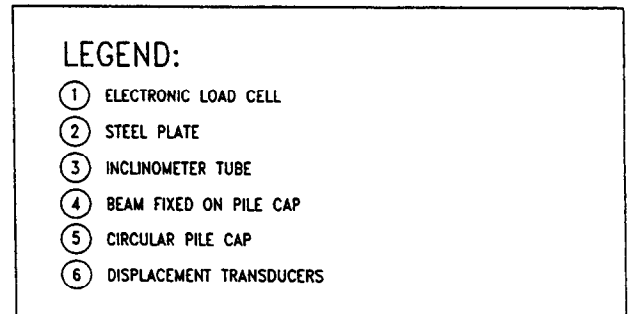 LEGEND:
1 ELECTRONIC LOAD CELL
2 STEEL PLATE
3 INCLINOMETER TUBE
4 BEAM FIXED ON PILE CAP
5 CIRCULAR PILE CAP
6 DISPLACEMENT TRANSDUCERS